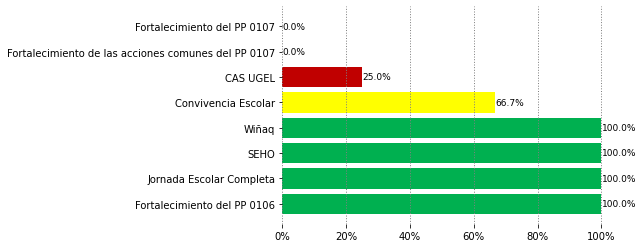 Fortalecimiento del PP 0107 0.0%
Fortalecimiento de las acciones comunes del PP 0107 0.0%
CAS UGEL 25.0%
Convivencia Escolar 66.7%
Wiñaq 100.0%
SEHO 100.0%
Jornada Escolar Completa 100.0%
Fortalecimiento del PP 0106 100.0%
0% 20% 40% 60% 80% 100%